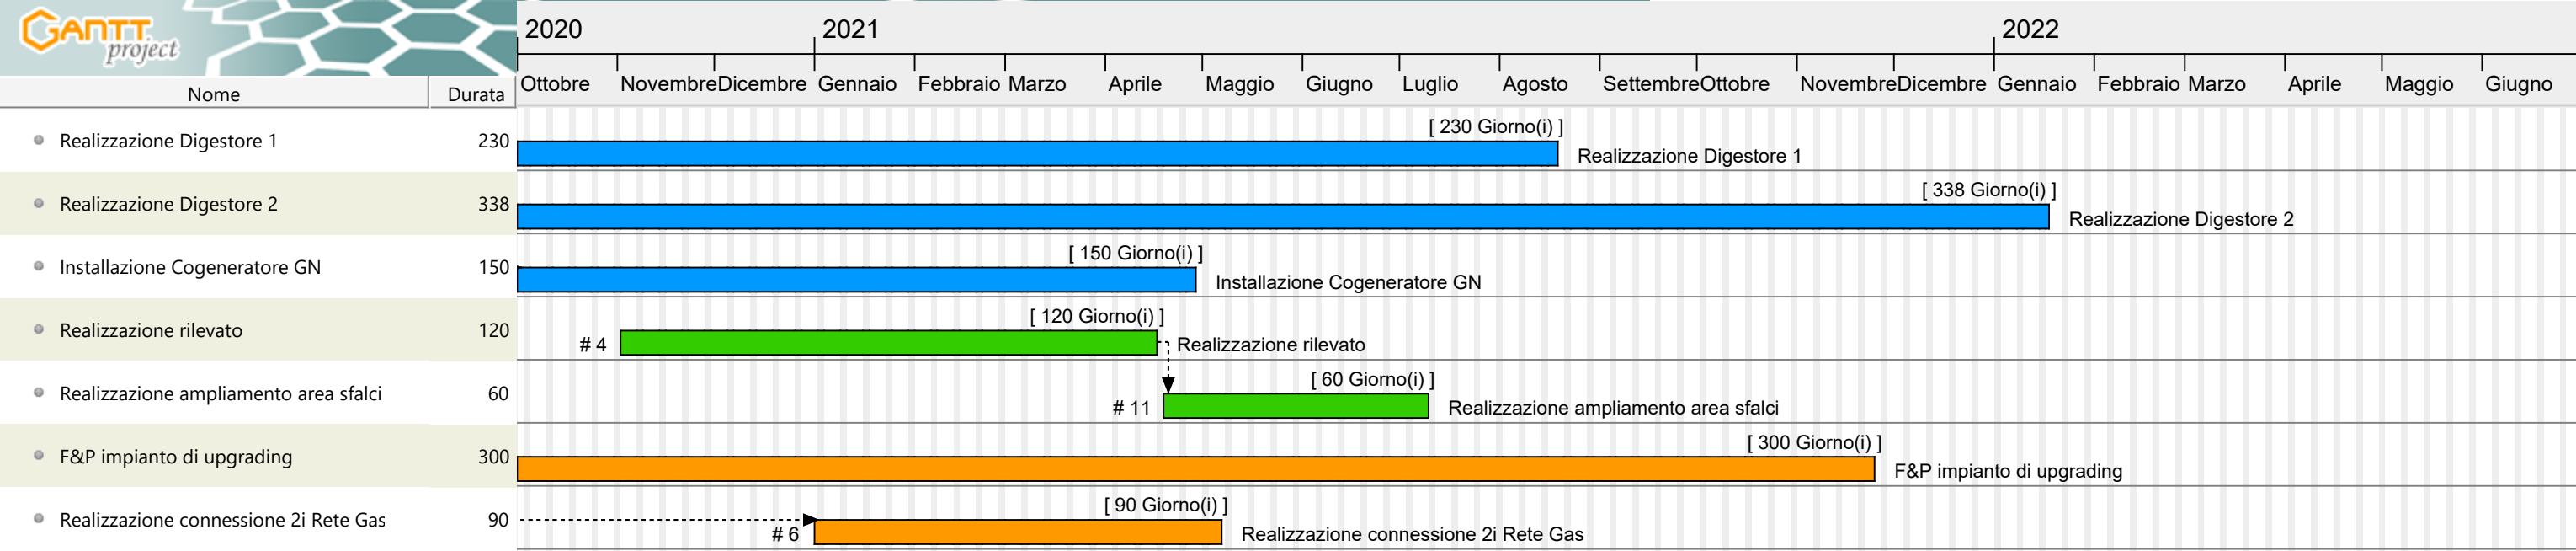 GANTT project
2020 2021 2022
Ottobre Novembre Dicembre Gennaio Febbraio Marzo Aprile Maggio Giugno Luglio Agosto Settembre Ottobre Novembre Dicembre Gennaio Febbraio Marzo Aprile Maggio Giugno
Nome Durata
[ 230 Giorno(i) ]
Realizzazione Digestore 1 230 Realizzazione Digestore 1
[ 338 Giorno(i) ]
Realizzazione Digestore 2 338 Realizzazione Digestore 2
[ 150 Giorno(i) ]
Installazione Cogeneratore GN 150 Installazione Cogeneratore GN
[ 120 Giorno(i) ]
Realizzazione rilevato 120 # 4 Realizzazione rilevato
[ 60 Giorno(i) ]
Realizzazione ampliamento area sfalci 60 # 11 Realizzazione ampliamento area sfalci
[ 300 Giorno(i) ]
F&P impianto di upgrading 300 F&P impianto di upgrading
[ 90 Giorno(i) ]
Realizzazione connessione 2i Rete Gas 90 # 6 Realizzazione connessione 2i Rete Gas